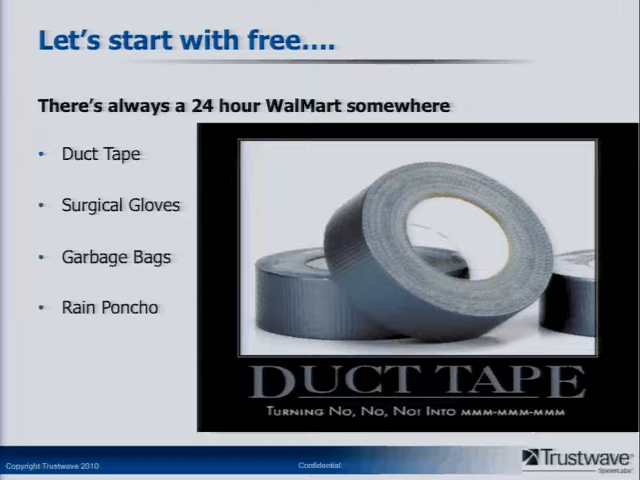 Let's start with free....
There's always a 24 hour WalMart somewhere
• Duct Tape
• Surgical Gloves
• Garbage Bags
• Rain Poncho
DUCT TAPE
TURNING NO, NO, NO! INTO MMM-MMM-MMM
Copyright Trustwave 2010
Confidential
Trustwave®
SpiderLabs®